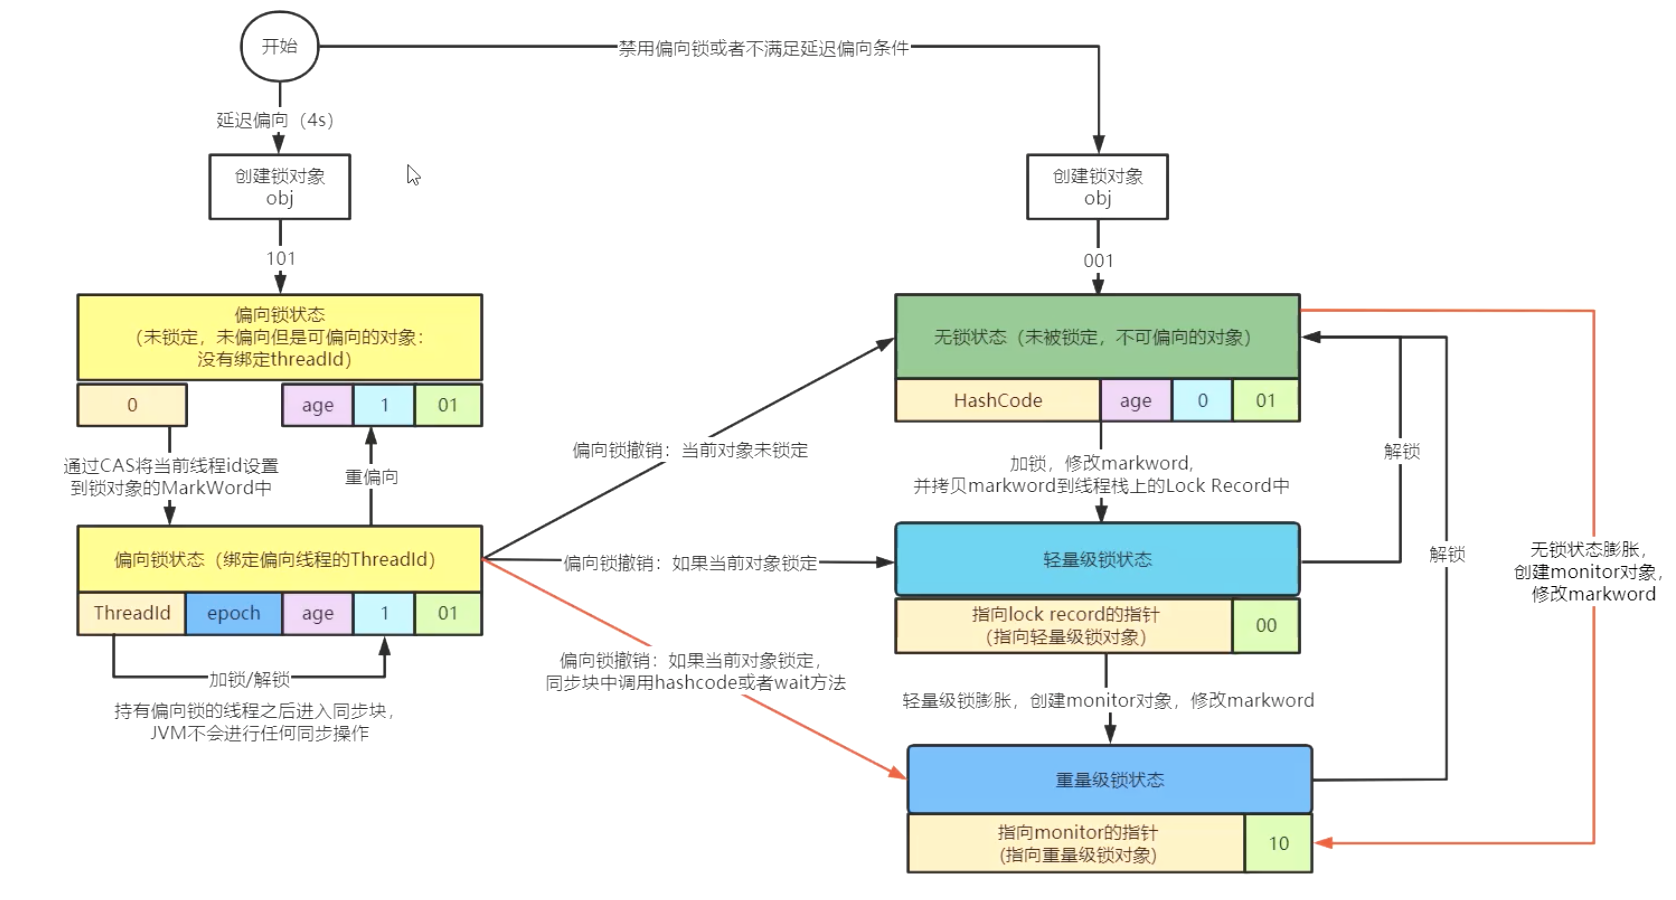 开始
禁用偏向锁或者不满足延迟偏向条件
延迟偏向（4s）
创建锁对象
obj
创建锁对象
obj
101
001
偏向锁状态
（未锁定，未偏向但是可偏向的对象：
没有绑定threadId）
0
age
1
01
无锁状态（未被锁定，不可偏向的对象）
HashCode
age
0
01
通过CAS将当前线程id设置
到锁对象的MarkWord中
重偏向
偏向锁撤销：当前对象未锁定
加锁，修改markword，
并拷贝markword到线程栈上的Lock Record中
解锁
解锁
无锁状态膨胀，
创建monitor对象，
修改markword
偏向锁状态（绑定偏向线程的ThreadId）
ThreadId
epoch
age
1
01
偏向锁撤销：如果当前对象锁定
轻量级锁状态
指向lock record的指针
（指向轻量级锁对象）
00
加锁/解锁
持有偏向锁的线程之后进入同步块，
JVM不会进行任何同步操作
偏向锁撤销：如果当前对象锁定，
同步块中调用hashcode或者wait方法
轻量级锁膨胀，创建monitor对象，修改markword
重量级锁状态
指向monitor的指针
(指向重量级锁对象)
10